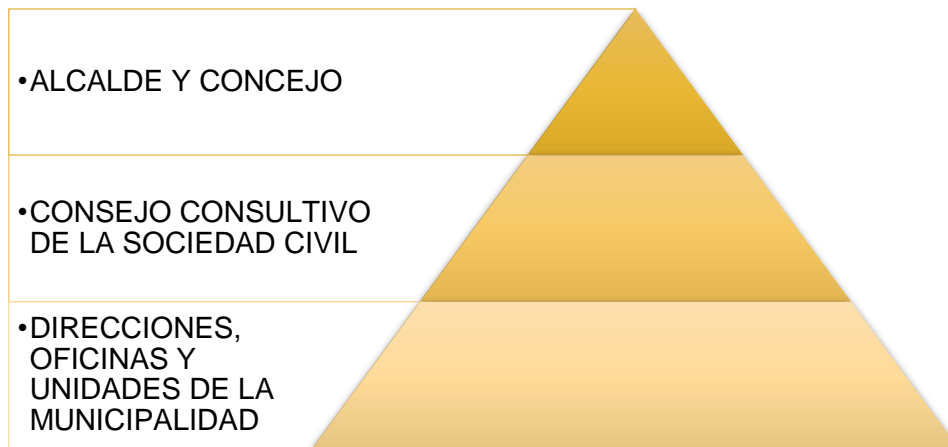 •ALCALDE Y CONCEJO
•CONSEJO CONSULTIVO
DE LA SOCIEDAD CIVIL
•DIRECCIONES,
OFICINAS Y
UNIDADES DE LA
MUNICIPALIDAD